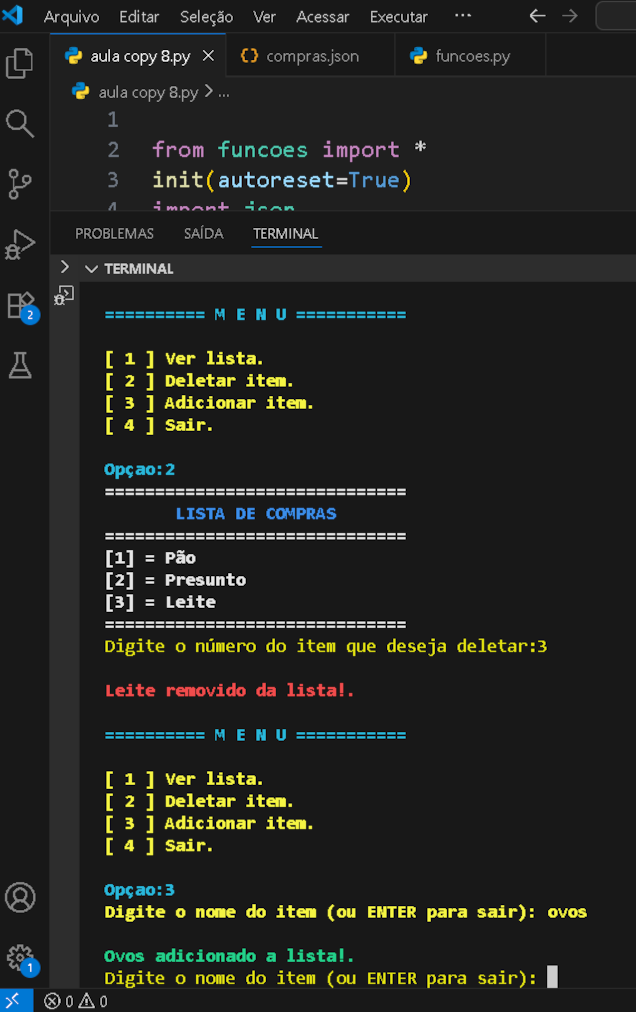 Arquivo Editar Seleção Ver Acessar Executar ...
aula copy 8.py compras.json funcoes.py
aula copy 8.py > ...
1
2 from funcoes import *
3 init(autoreset=True)
4 import json
PROBLEMAS SAÍDA TERMINAL
TERMINAL
========== M E N U ===========
[ 1 ] Ver lista.
[ 2 ] Deletar item.
[ 3 ] Adicionar item.
[ 4 ] Sair.
Opçao:2
==============================
LISTA DE COMPRAS
==============================
[1] = Pão
[2] = Presunto
[3] = Leite
==============================
Digite o número do item que deseja deletar:3
Leite removido da lista!.
========== M E N U ===========
[ 1 ] Ver lista.
[ 2 ] Deletar item.
[ 3 ] Adicionar item.
[ 4 ] Sair.
Opçao:3
Digite o nome do item (ou ENTER para sair): ovos
Ovos adicionado a lista!.
Digite o nome do item (ou ENTER para sair):
2
1
0 0